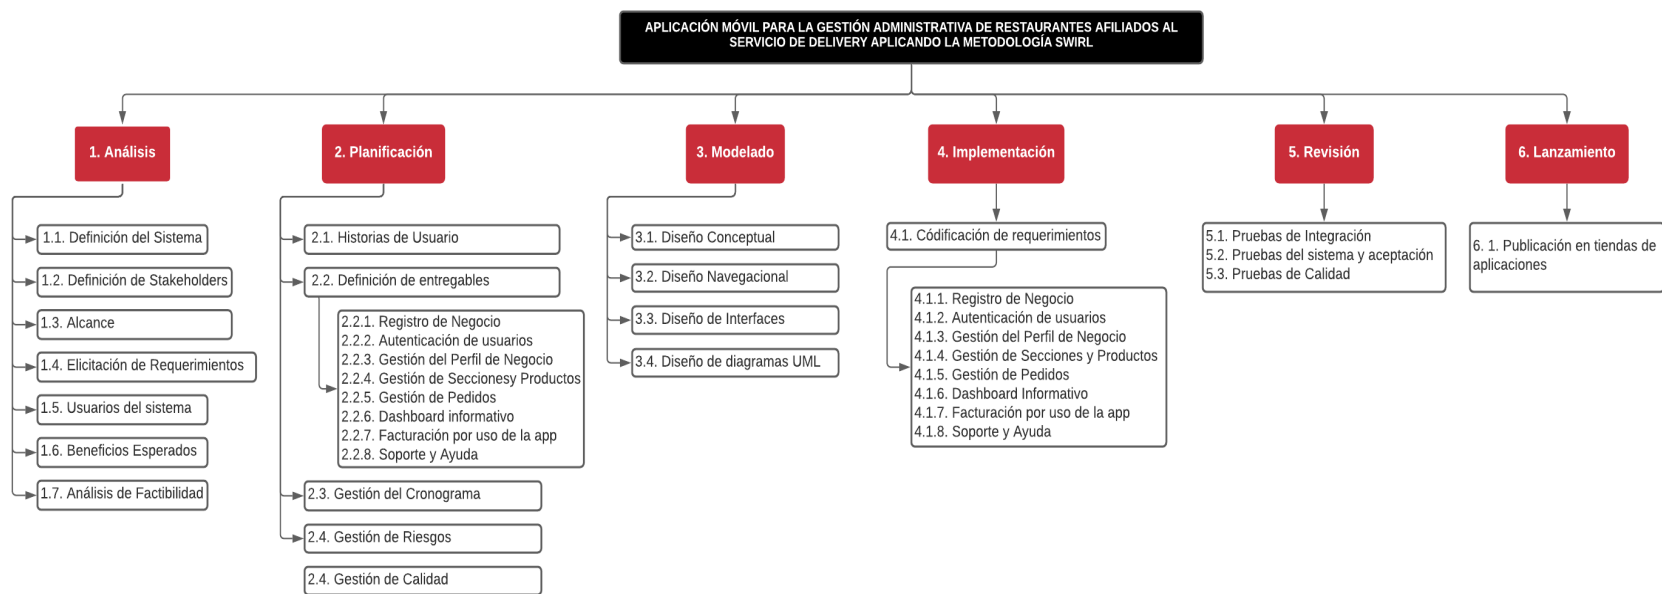 APLICACIÓN MÓVIL PARA LA GESTIÓN ADMINISTRATIVA DE RESTAURANTES AFILIADOS AL
SERVICIO DE DELIVERY APLICANDO LA METODOLOGÍA SWIRL
1. Análisis
1.1. Definición del Sistema
1.2. Definición de Stakeholders
1.3. Alcance
1.4. Elicitación de Requerimientos
1.5. Usuarios del sistema
1.6. Beneficios Esperados
1.7. Análisis de Factibilidad
2. Planificación
2.1. Historias de Usuario
2.2. Definición de entregables
2.2.1. Registro de Negocio
2.2.2. Autenticación de usuarios
2.2.3. Gestión del Perfil de Negocio
2.2.4. Gestión de Seccionesy Productos
2.2.5. Gestión de Pedidos
2.2.6. Dashboard informativo
2.2.7. Facturación por uso de la app
2.2.8. Soporte y Ayuda
2.3. Gestión del Cronograma
2.4. Gestión de Riesgos
2.4. Gestión de Calidad
3. Modelado
3.1. Diseño Conceptual
3.2. Diseño Navegacional
3.3. Diseño de Interfaces
3.4. Diseño de diagramas UML
4. Implementación
4.1. Códificación de requerimientos
4.1.1. Registro de Negocio
4.1.2. Autenticación de usuarios
4.1.3. Gestión del Perfil de Negocio
4.1.4. Gestión de Secciones y Productos
4.1.5. Gestión de Pedidos
4.1.6. Dashboard Informativo
4.1.7. Facturación por uso de la app
4.1.8. Soporte y Ayuda
5. Revisión
5.1. Pruebas de Integración
5.2. Pruebas del sistema y aceptación
5.3. Pruebas de Calidad
6. Lanzamiento
6. 1. Publicación en tiendas de
aplicaciones